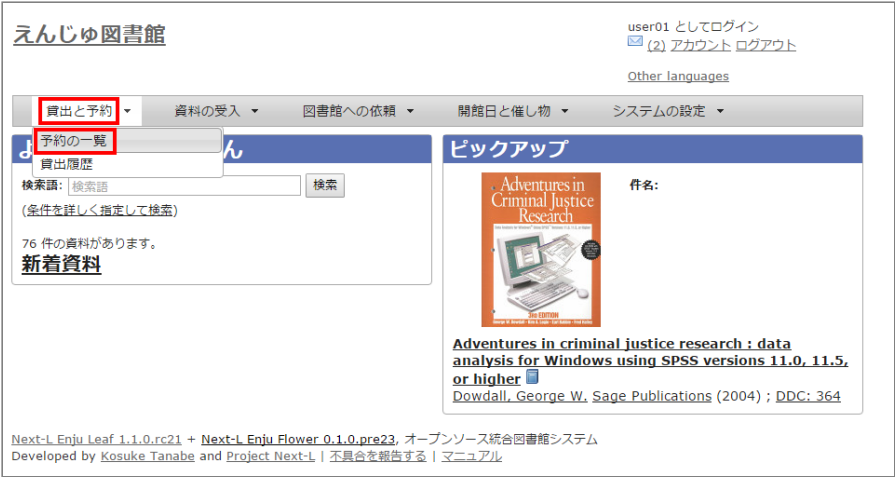 えんじゅ図書館
user01 としてログイン
(2) アカウント ログアウト
Other languages
貸出と予約 ▼ 資料の受入 ▼ 図書館への依頼 ▼ 開館日と催し物 ▼ システムの設定 ▼
予約の一覧
貸出履歴
よ
ん
検索語: 検索語 検索
(条件を詳しく指定して検索)
76 件の資料があります。
新着資料
ピックアップ
Adventures in
Criminal Justice
Research
3RD EDITION
件名:
Adventures in criminal justice research : data
analysis for Windows using SPSS versions 11.0, 11.5,
or higher
Dowdall, George W. Sage Publications (2004) ; DDC: 364
Next-L Enju Leaf 1.1.0.rc21 + Next-L Enju Flower 0.1.0.pre23, オープンソース統合図書館システム
Developed by Kosuke Tanabe and Project Next-L | 不具合を報告する | マニュアル